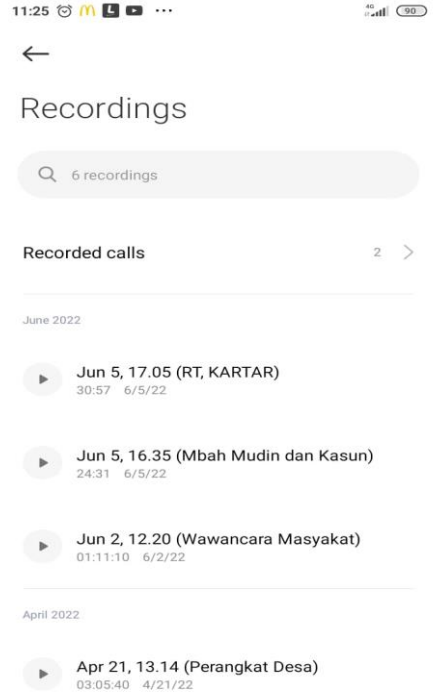 11:25
4G
90
Recordings
6 recordings
Recorded calls 2
June 2022
Jun 5, 17.05 (RT, KARTAR)
30:57 6/5/22
Jun 5, 16.35 (Mbah Mudin dan Kasun)
24:31 6/5/22
Jun 2, 12.20 (Wawancara Masyakat)
01:11:10 6/2/22
April 2022
Apr 21, 13.14 (Perangkat Desa)
03:05:40 4/21/22